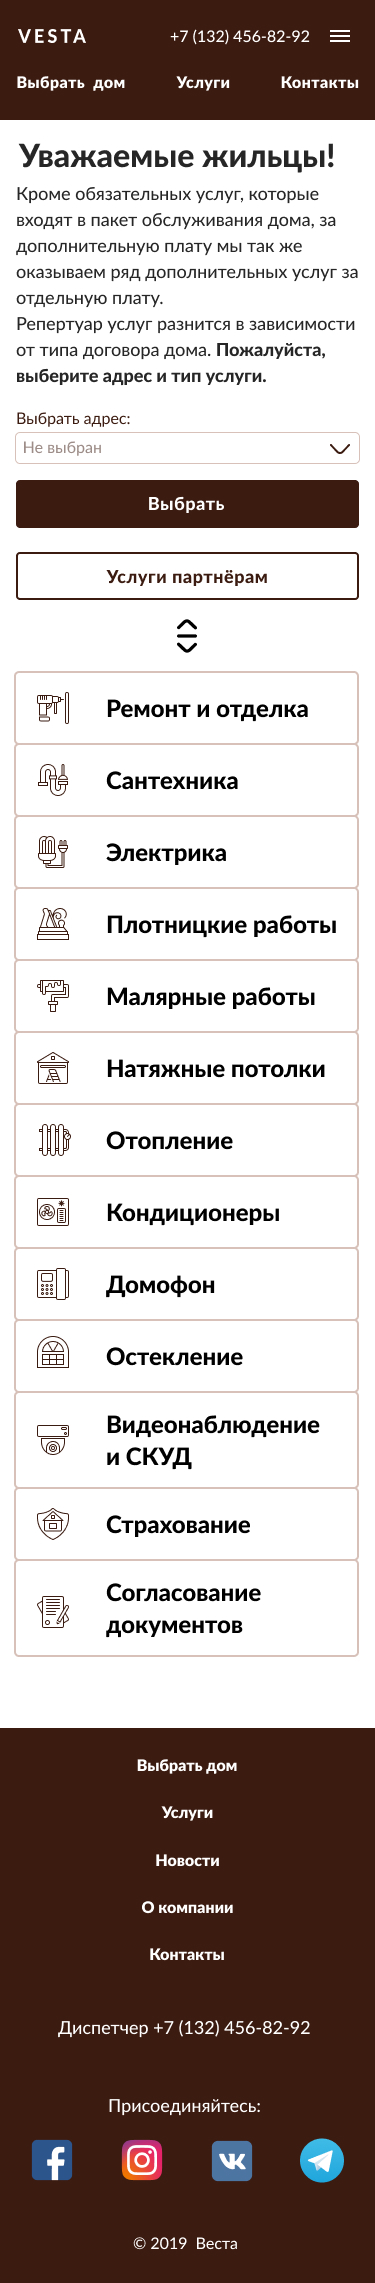 VESTA
+7 (132) 456-82-92
Выбрать дом
Услуги
Контакты
Уважаемые жильцы!
Кроме обязательных услуг, которые
входят в пакет обслуживания дома, за
дополнительную плату мы так же
оказываем ряд дополнительных услуг за
отдельную плату.
Репертуар услуг разнится в зависимости
от типа договора дома. Пожалуйста,
выберите адрес и тип услуги.
Выбрать адрес:
Не выбран
Выбрать
Услуги партнёрам
Ремонт и отделка
Сантехника
Электрика
Плотницкие работы
Малярные работы
Натяжные потолки
Отопление
Кондиционеры
Домофон
Остекление
Видеонаблюдение
и СКУД
Страхование
Согласование
документов
Выбрать дом
Услуги
Новости
О компании
Контакты
Диспетчер +7 (132) 456-82-92
Присоединяйтесь:
© 2019 Веста